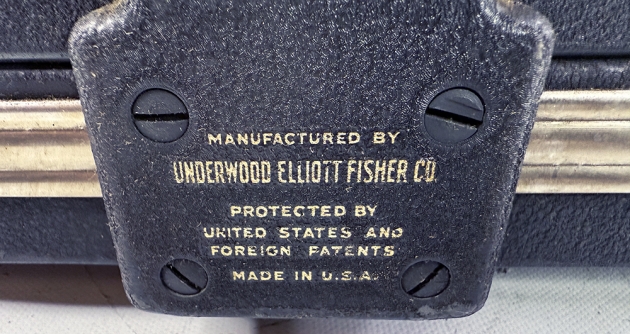 MANUFACTURED BY
UNDERWOOD ELLIOTT FISHER CO.
PROTECTED BY
UNITED STATES AND
FOREIGN PATENTS
MADE IN U.S.A.